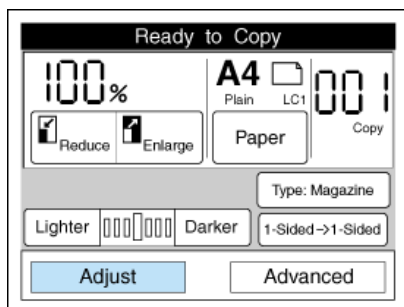 Ready to Copy
100%
A4
Plain LC1
001
Copy
Reduce Enlarge
Paper
Type: Magazine
Lighter Darker
1-Sided->1-Sided
Adjust Advanced